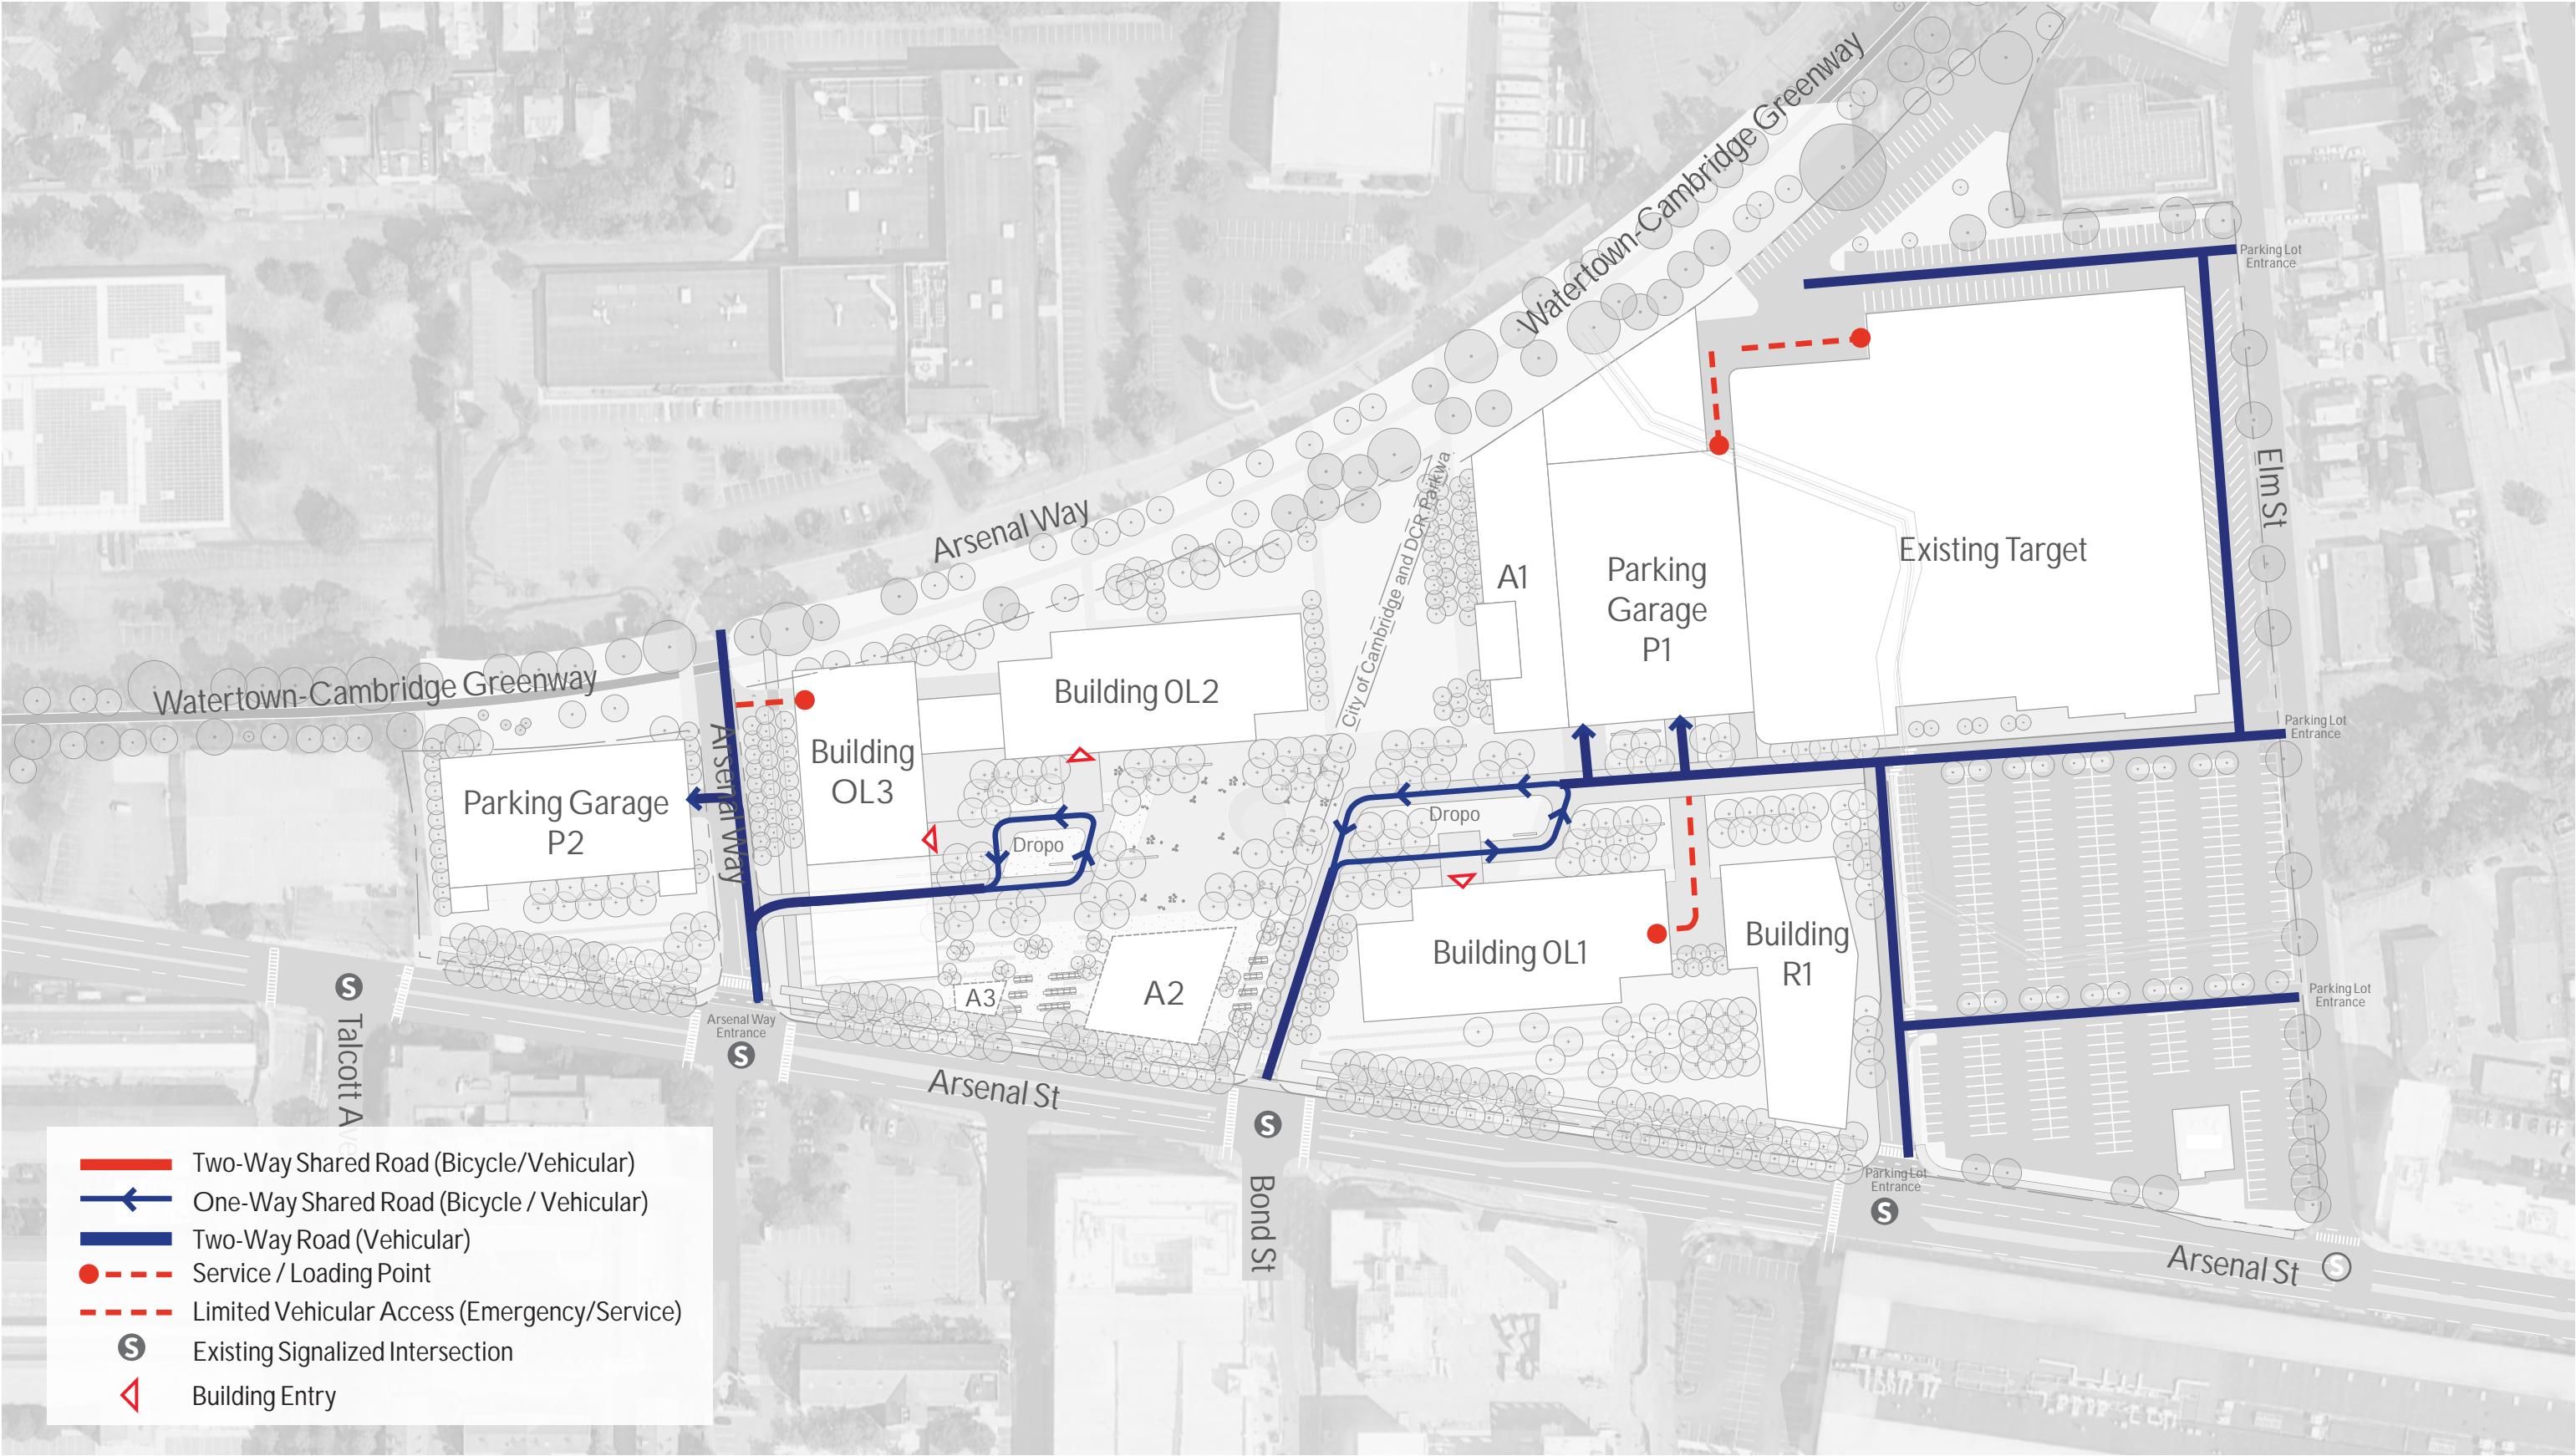 Watertown-Cambridge Greenway
Parking Lot
Entrance
Elm St
Arsenal Way
City of Cambridge and DCR Parkwa
Existing Target
A1
Parking
Garage
P1
Watertown-Cambridge Greenway
Building OL2
Parking Lot
Entrance
Arsenal Way
Building
OL3
Parking Garage
P2
Dropo
Dropo
Building OL1
Building
R1
A2
A3
Parking Lot
Entrance
S
Talcott Ave
Arsenal Way
Entrance
S
Arsenal St
S
Bond St
Parking Lot
Entrance
S
Arsenal St
S
Two-Way Shared Road (Bicycle/Vehicular)
One-Way Shared Road (Bicycle / Vehicular)
Two-Way Road (Vehicular)
Service / Loading Point
Limited Vehicular Access (Emergency/Service)
S
Existing Signalized Intersection
Building Entry